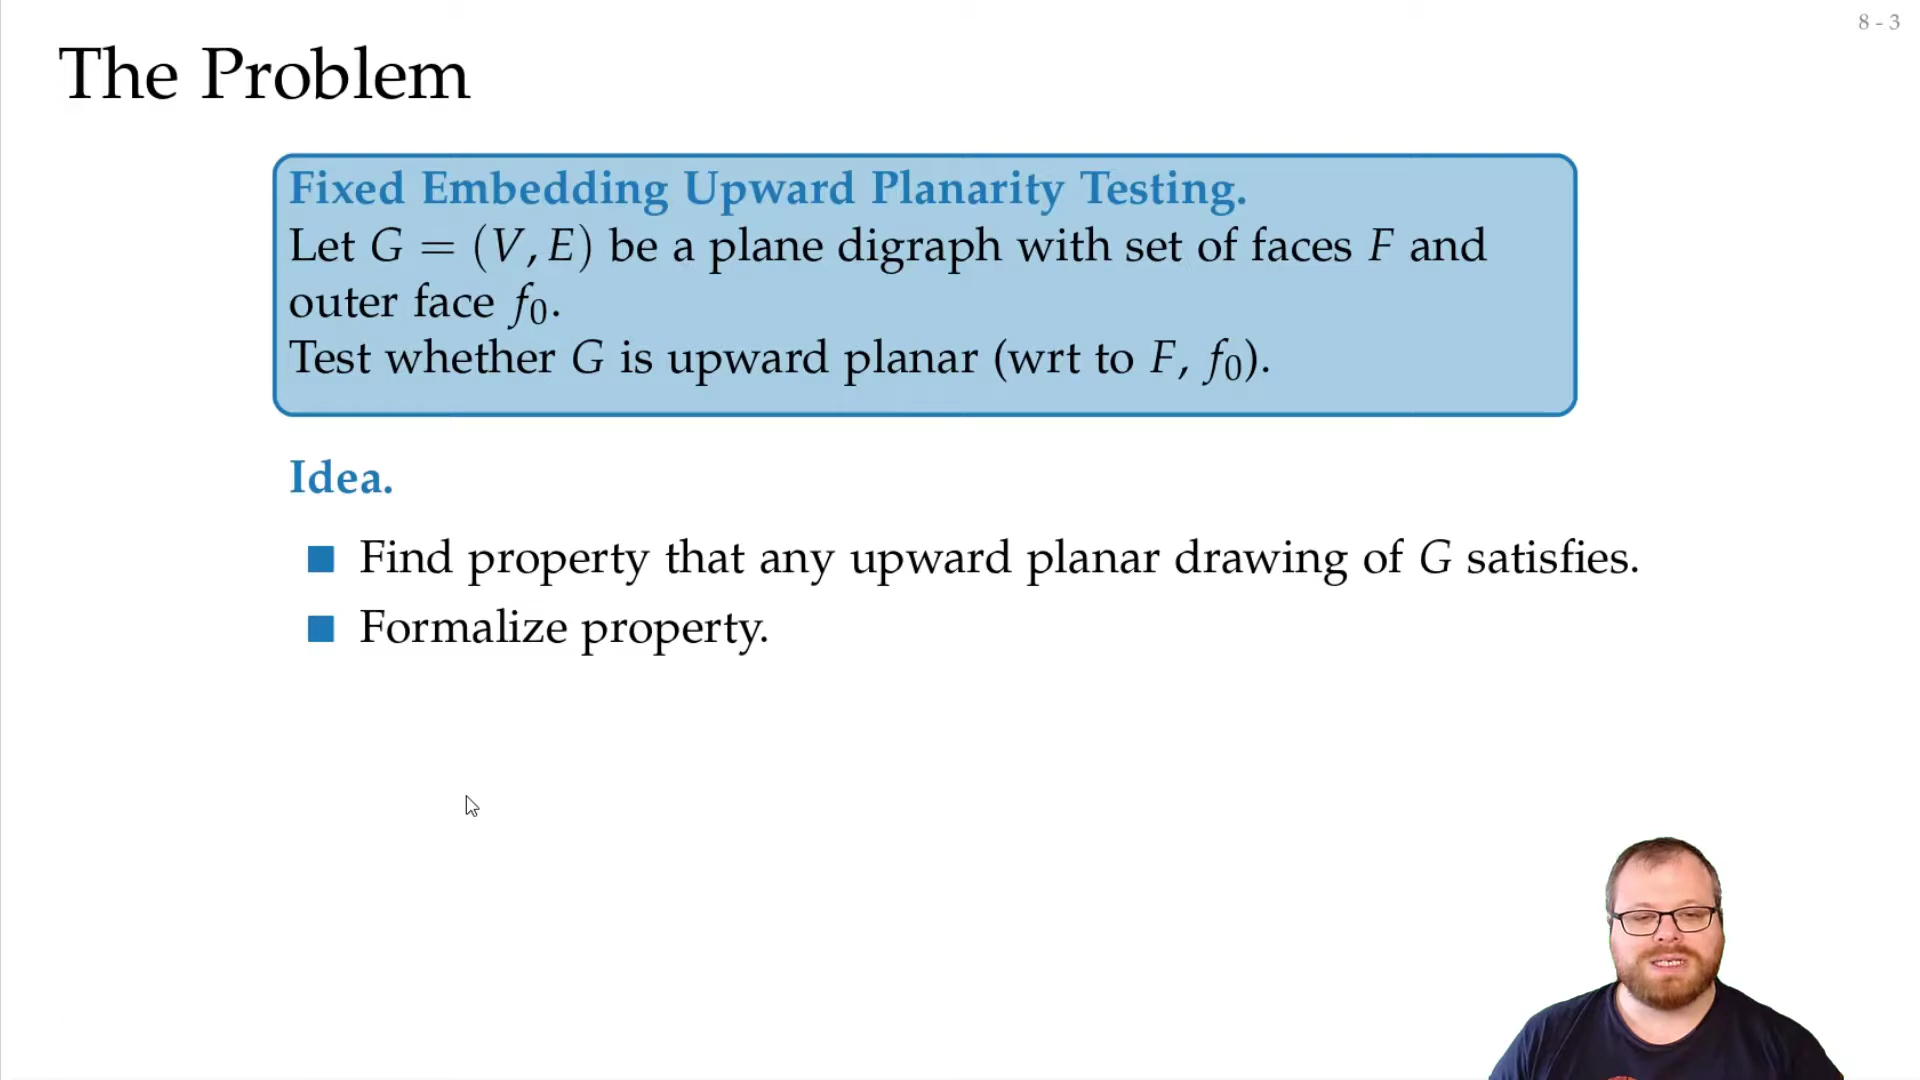 8 - 3
The Problem
Fixed Embedding Upward Planarity Testing.
Let G = (V, E) be a plane digraph with set of faces F and
outer face f₀.
Test whether G is upward planar (wrt to F, f₀).
Idea.
■ Find property that any upward planar drawing of G satisfies.
■ Formalize property.